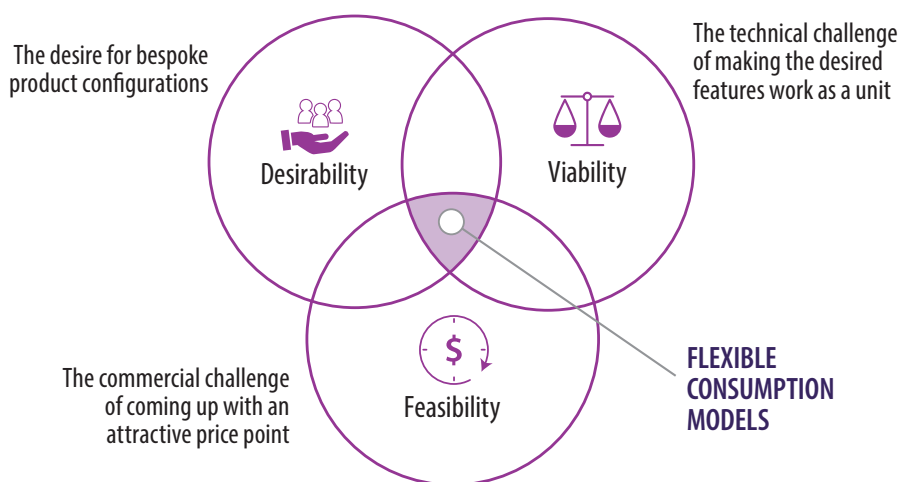 The desire for bespoke
product configurations
The technical challenge
of making the desired
features work as a unit
Desirability
Viability
$
Feasibility
The commercial challenge
of coming up with an
attractive price point
FLEXIBLE
CONSUMPTION
MODELS